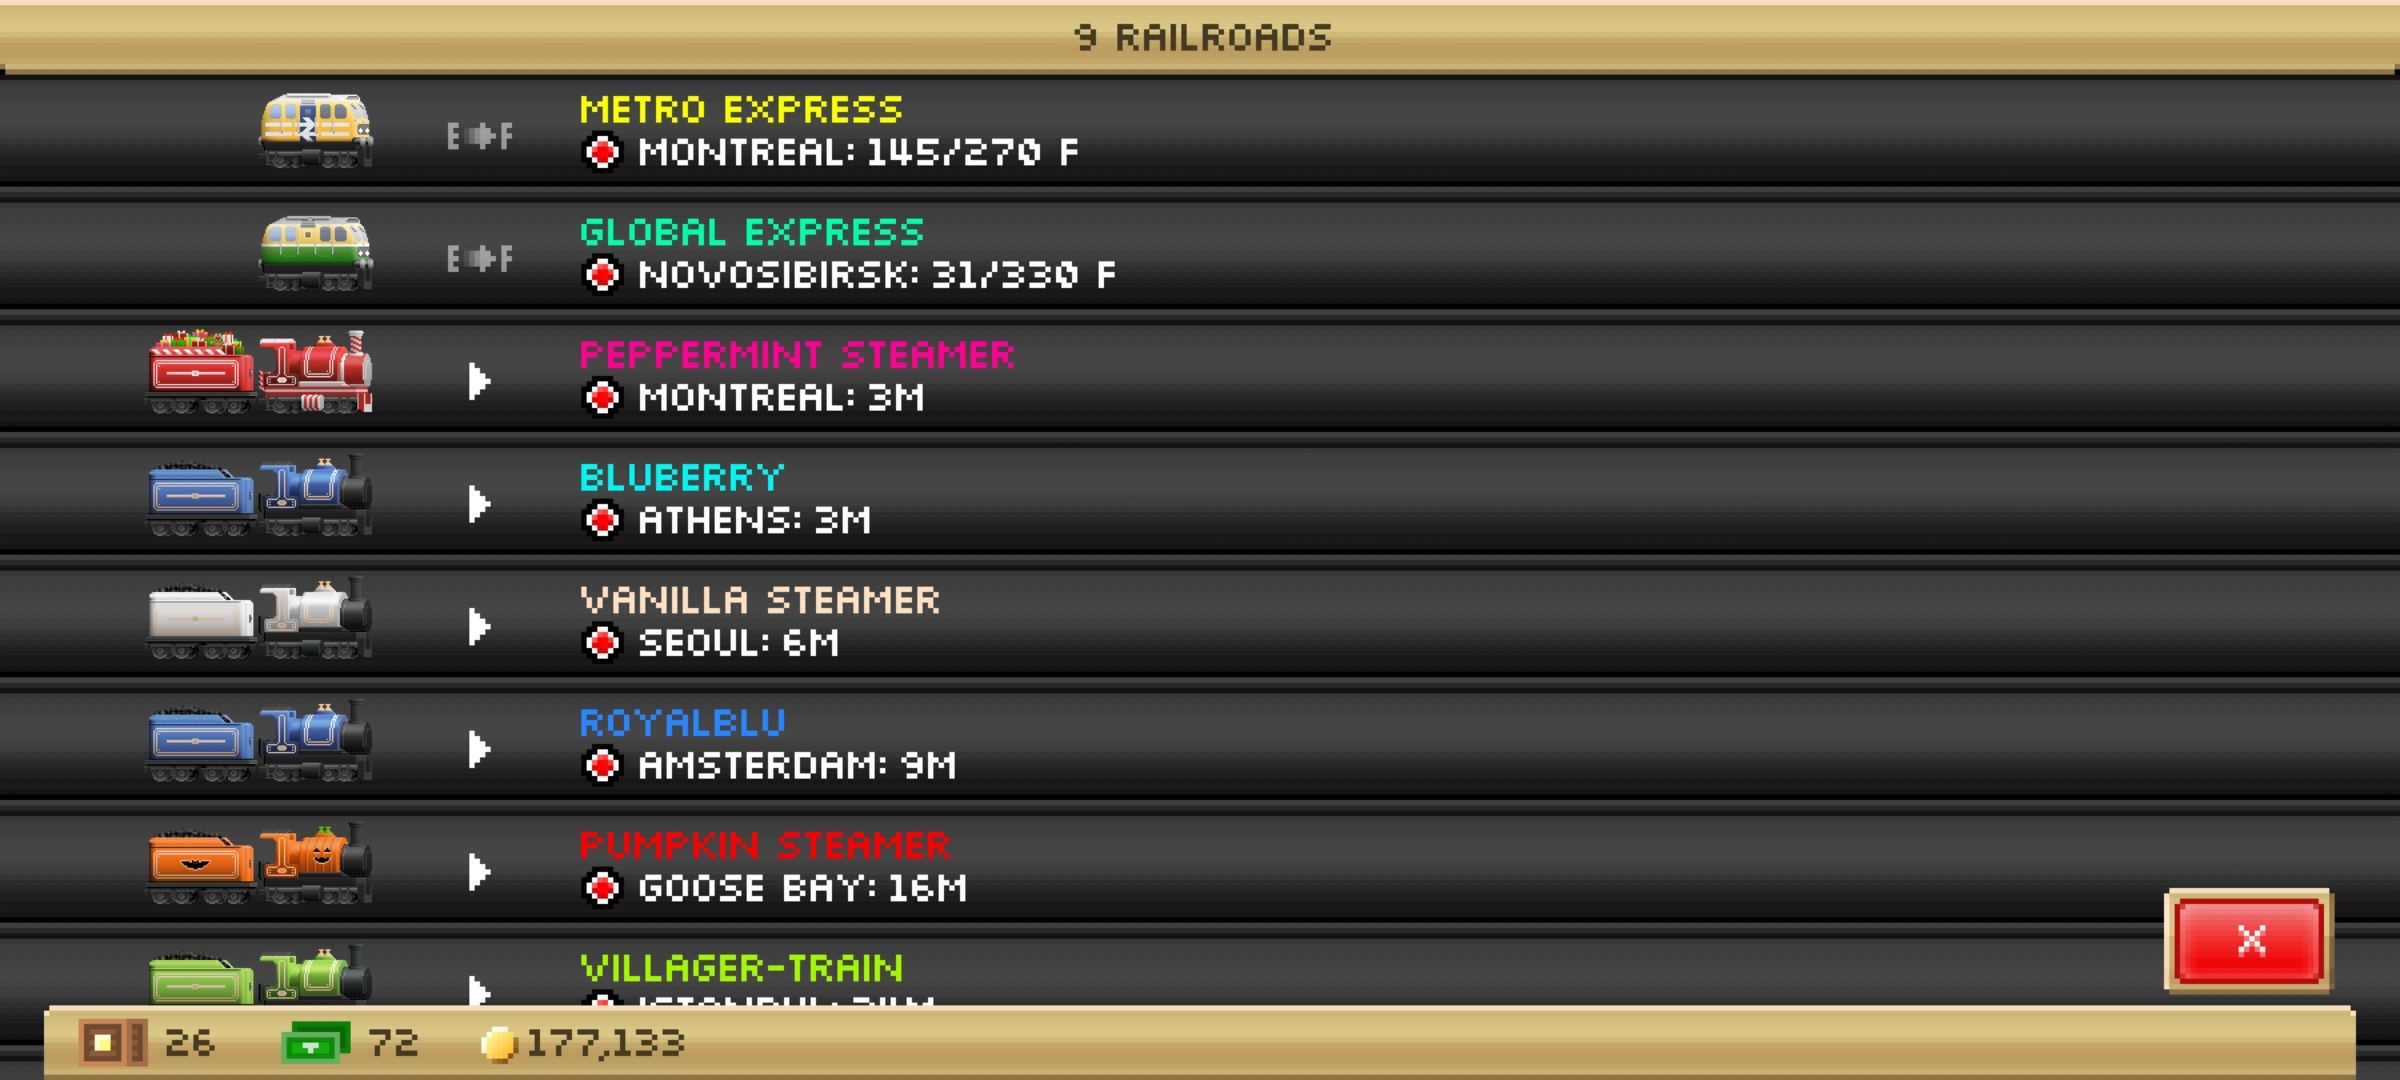 9 RAILROADS
METRO EXPRESS
E F
MONTREAL: 145/270 F
GLOBAL EXPRESS
E F
NOVOSIBIRSK: 31/330 F
PEPPERMINT STEAMER
MONTREAL: 3M
BLUBERRY
ATHENS: 3M
VANILLA STEAMER
SEOUL: 6M
ROYALBLU
AMSTERDAM: 9M
PUMPKIN STEAMER
GOOSE BAY: 16M
VILLAGER-TRAIN
X
26 72 177,133